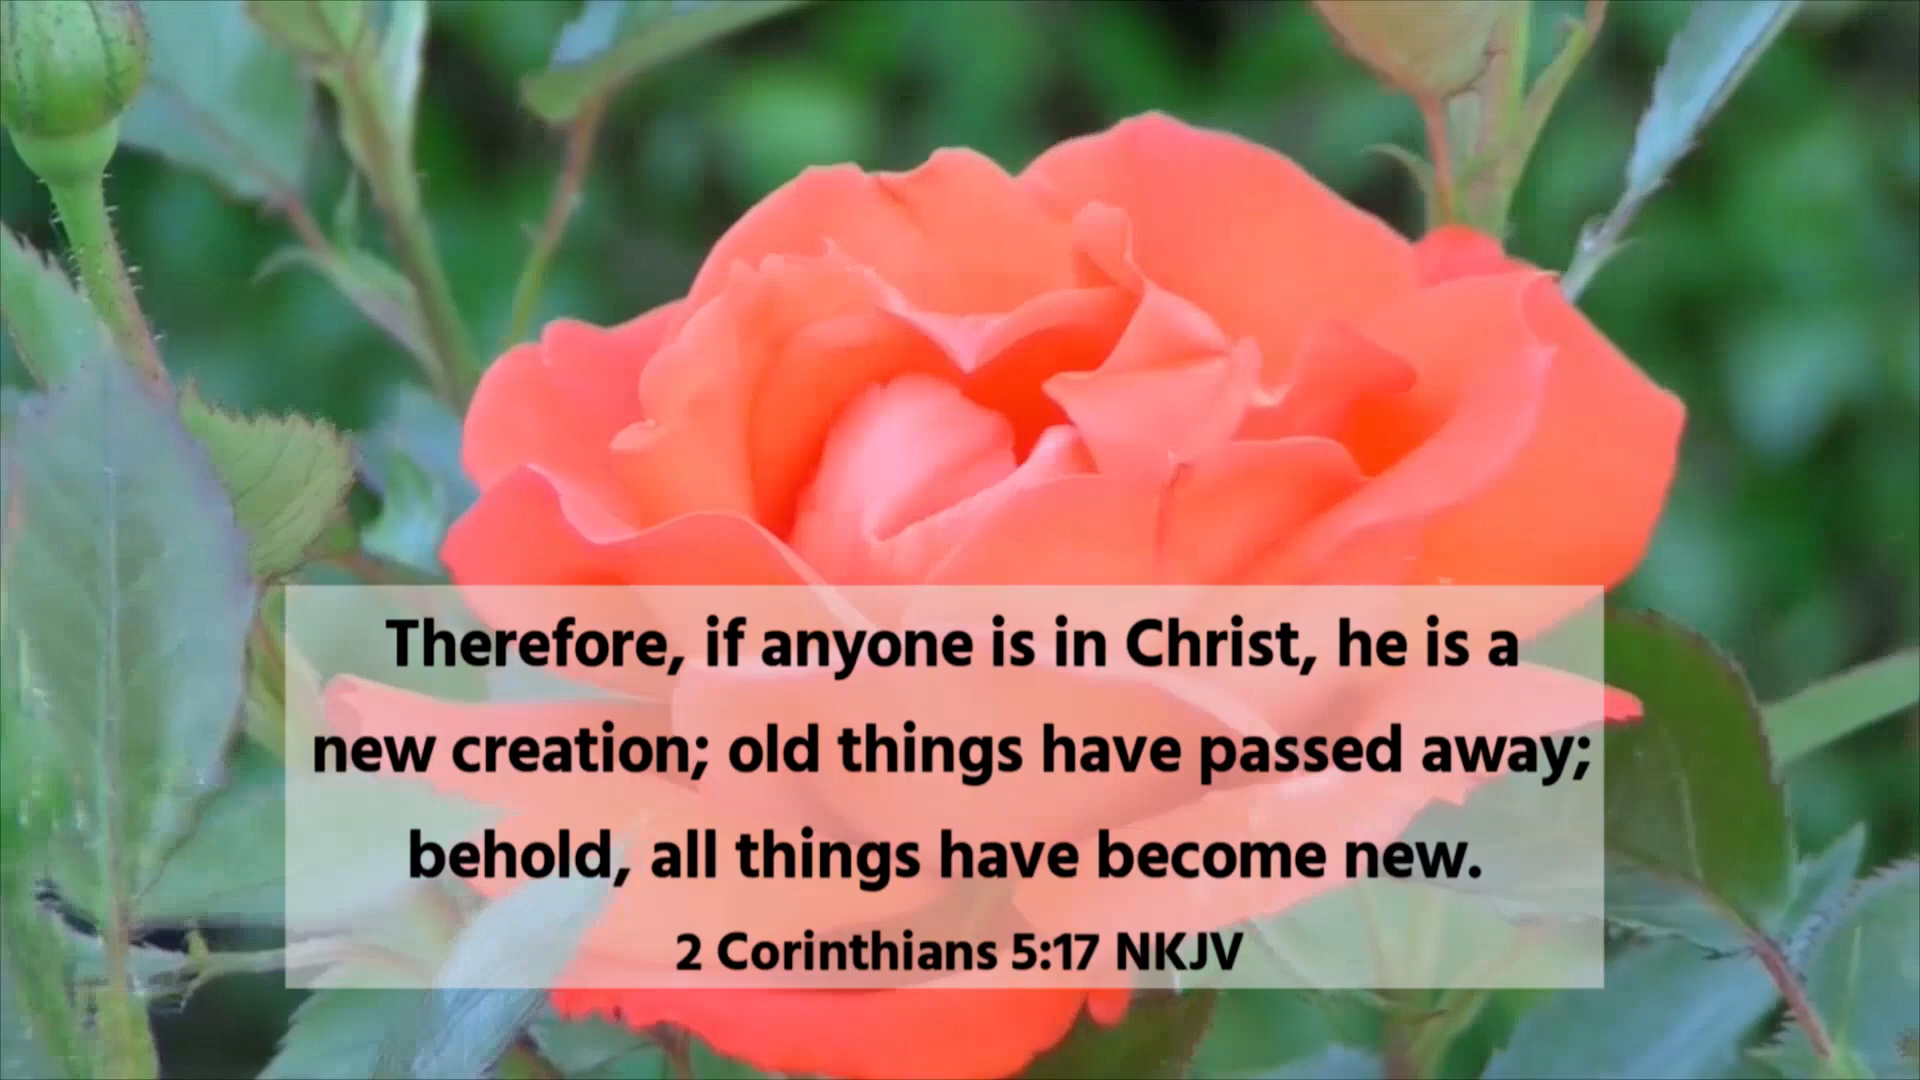 Therefore, if anyone is in Christ, he is a
new creation; old things have passed away;
behold, all things have become new.
2 Corinthians 5:17 NKJV